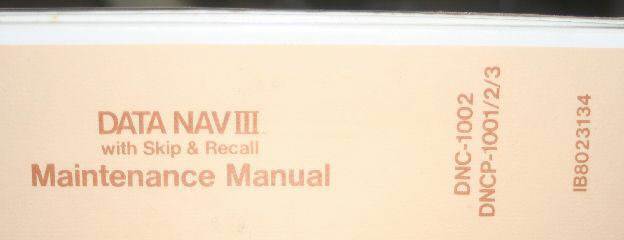 DATA NAV III
with Skip & Recall
Maintenance Manual
DNC-1002
DNCP-1001/2/3
IB8023134